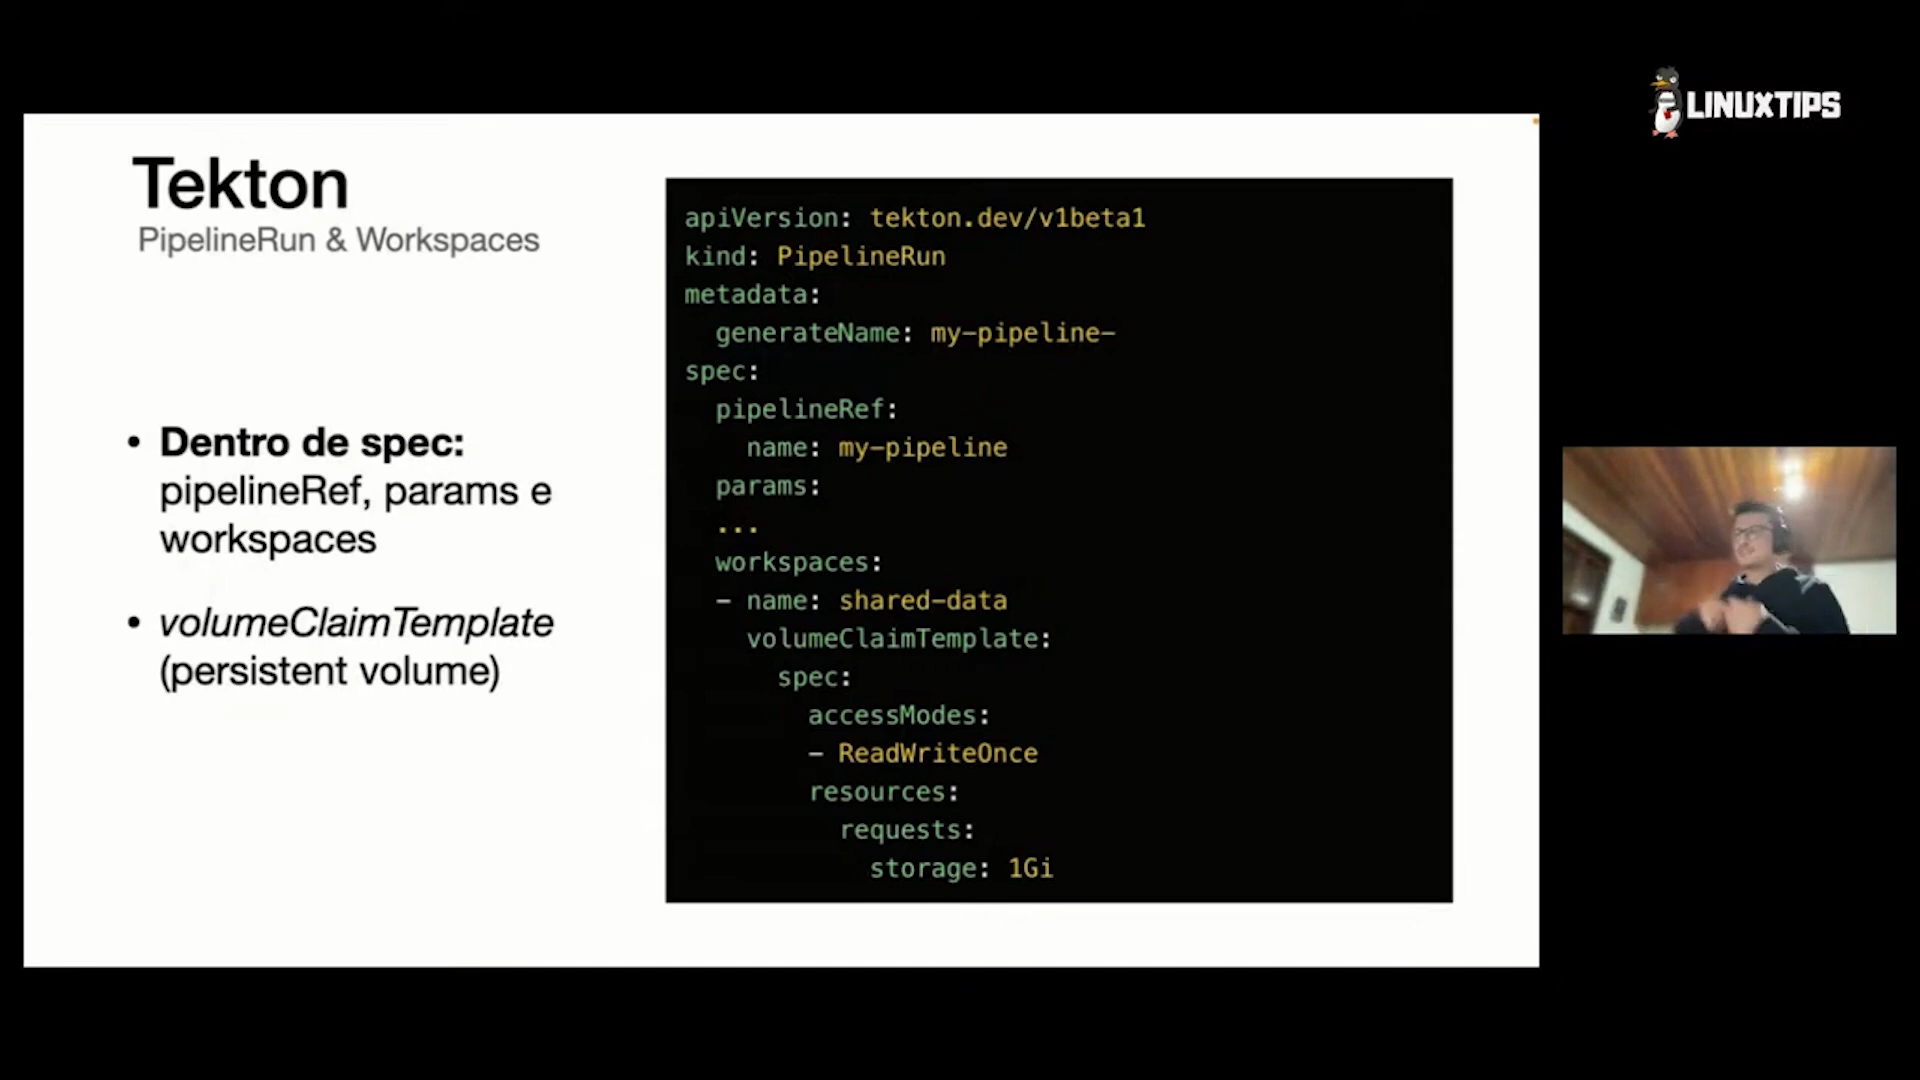 LINUXTIPS
Tekton
PipelineRun & Workspaces
• Dentro de spec:
pipelineRef, params e
workspaces
• volumeClaimTemplate
(persistent volume)
apiVersion: tekton.dev/v1beta1
kind: PipelineRun
metadata:
  generateName: my-pipeline-
spec:
  pipelineRef:
    name: my-pipeline
  params:
  ...
  workspaces:
  - name: shared-data
    volumeClaimTemplate:
      spec:
        accessModes:
        - ReadWriteOnce
        resources:
          requests:
            storage: 1Gi